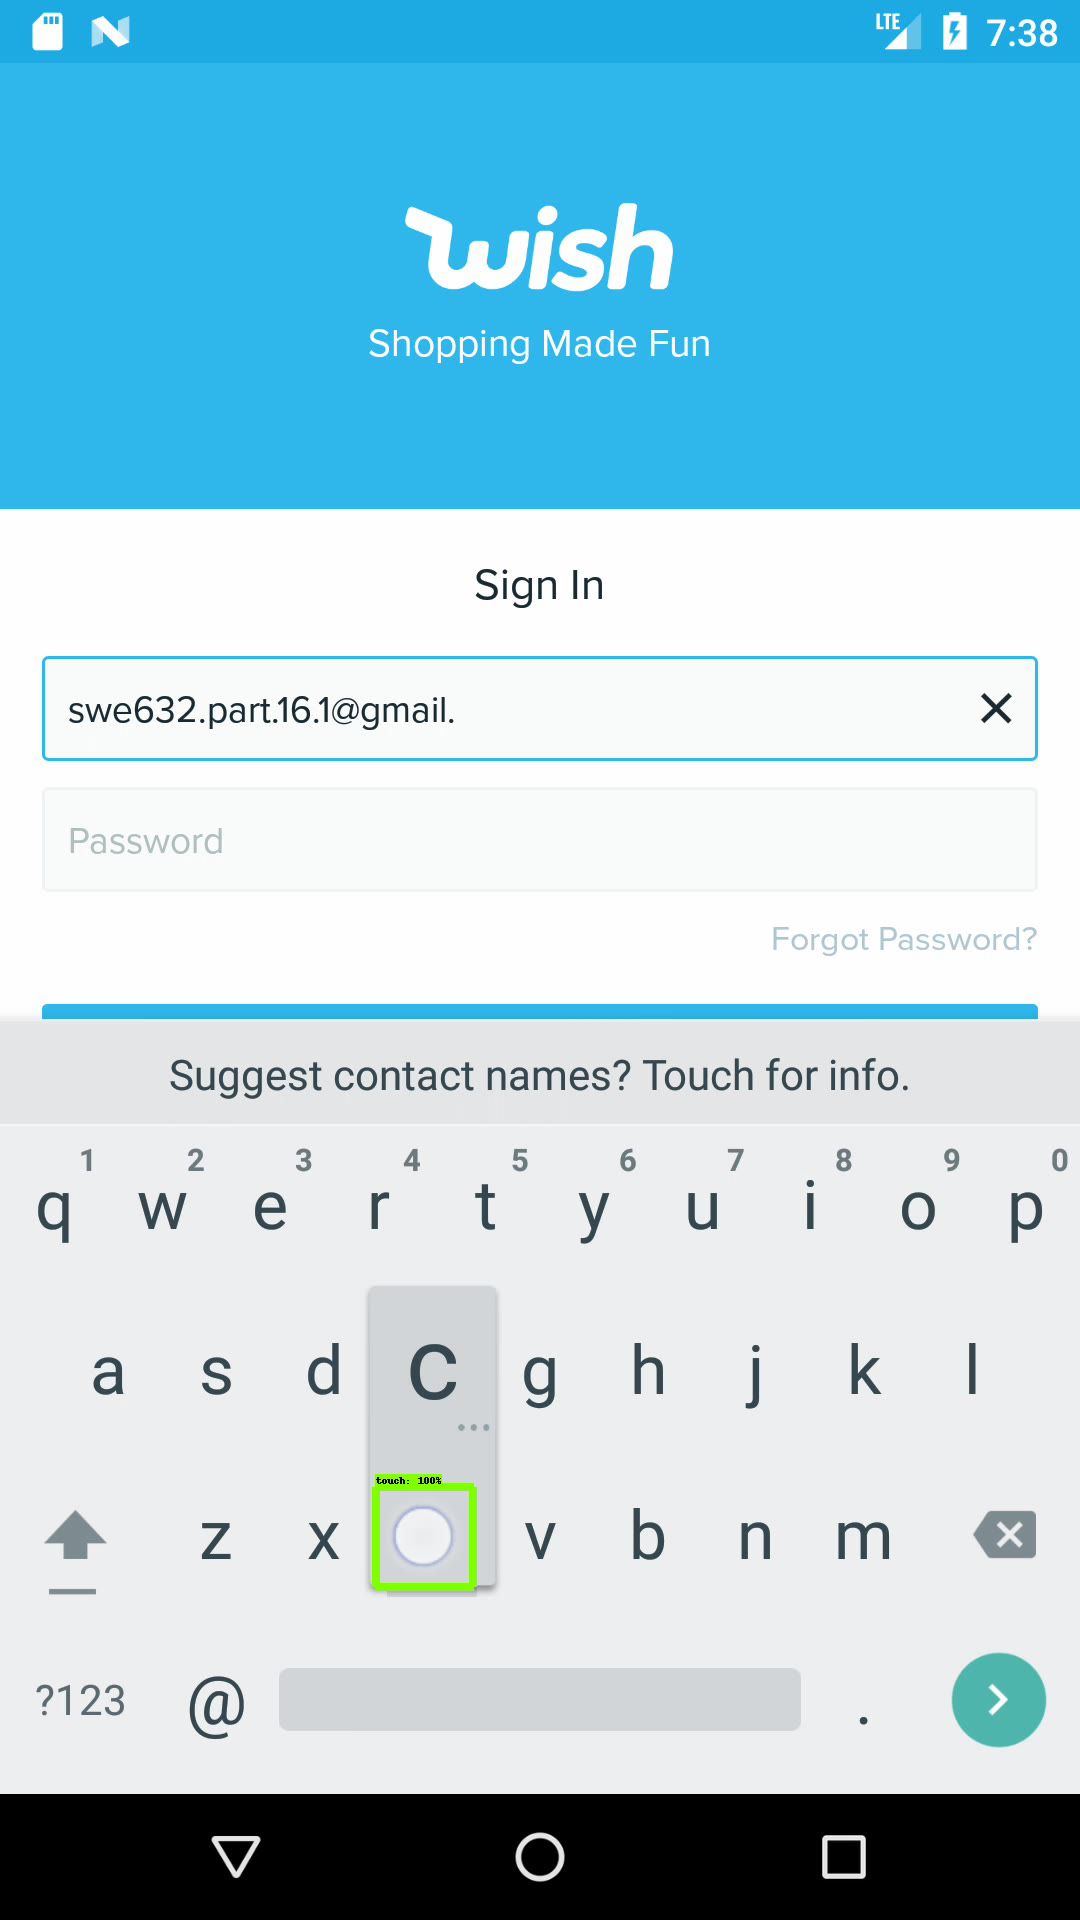 LTE 7:38
wish
Shopping Made Fun
Sign In
swe632.part.16.1@gmail.
Password
Forgot Password?
Suggest contact names? Touch for info.
1 2 3 4 5 6 7 8 9 0
q w e r t y u i o p
a s d c g h j k l
...
touch: 100%
z x v b n m
?123 @ .